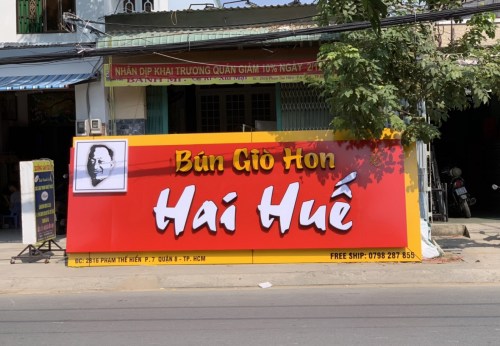 NHÂN DỊP KHAI TRƯƠNG QUÁN GIẢM 10% NGÀY
Bún Giò Hon
Hai Huế
ĐC: 2816 PHẠM THẾ HIỂN P. 7 QUẬN 8 - TP. HCM
FREE SHIP: 0798 287 855